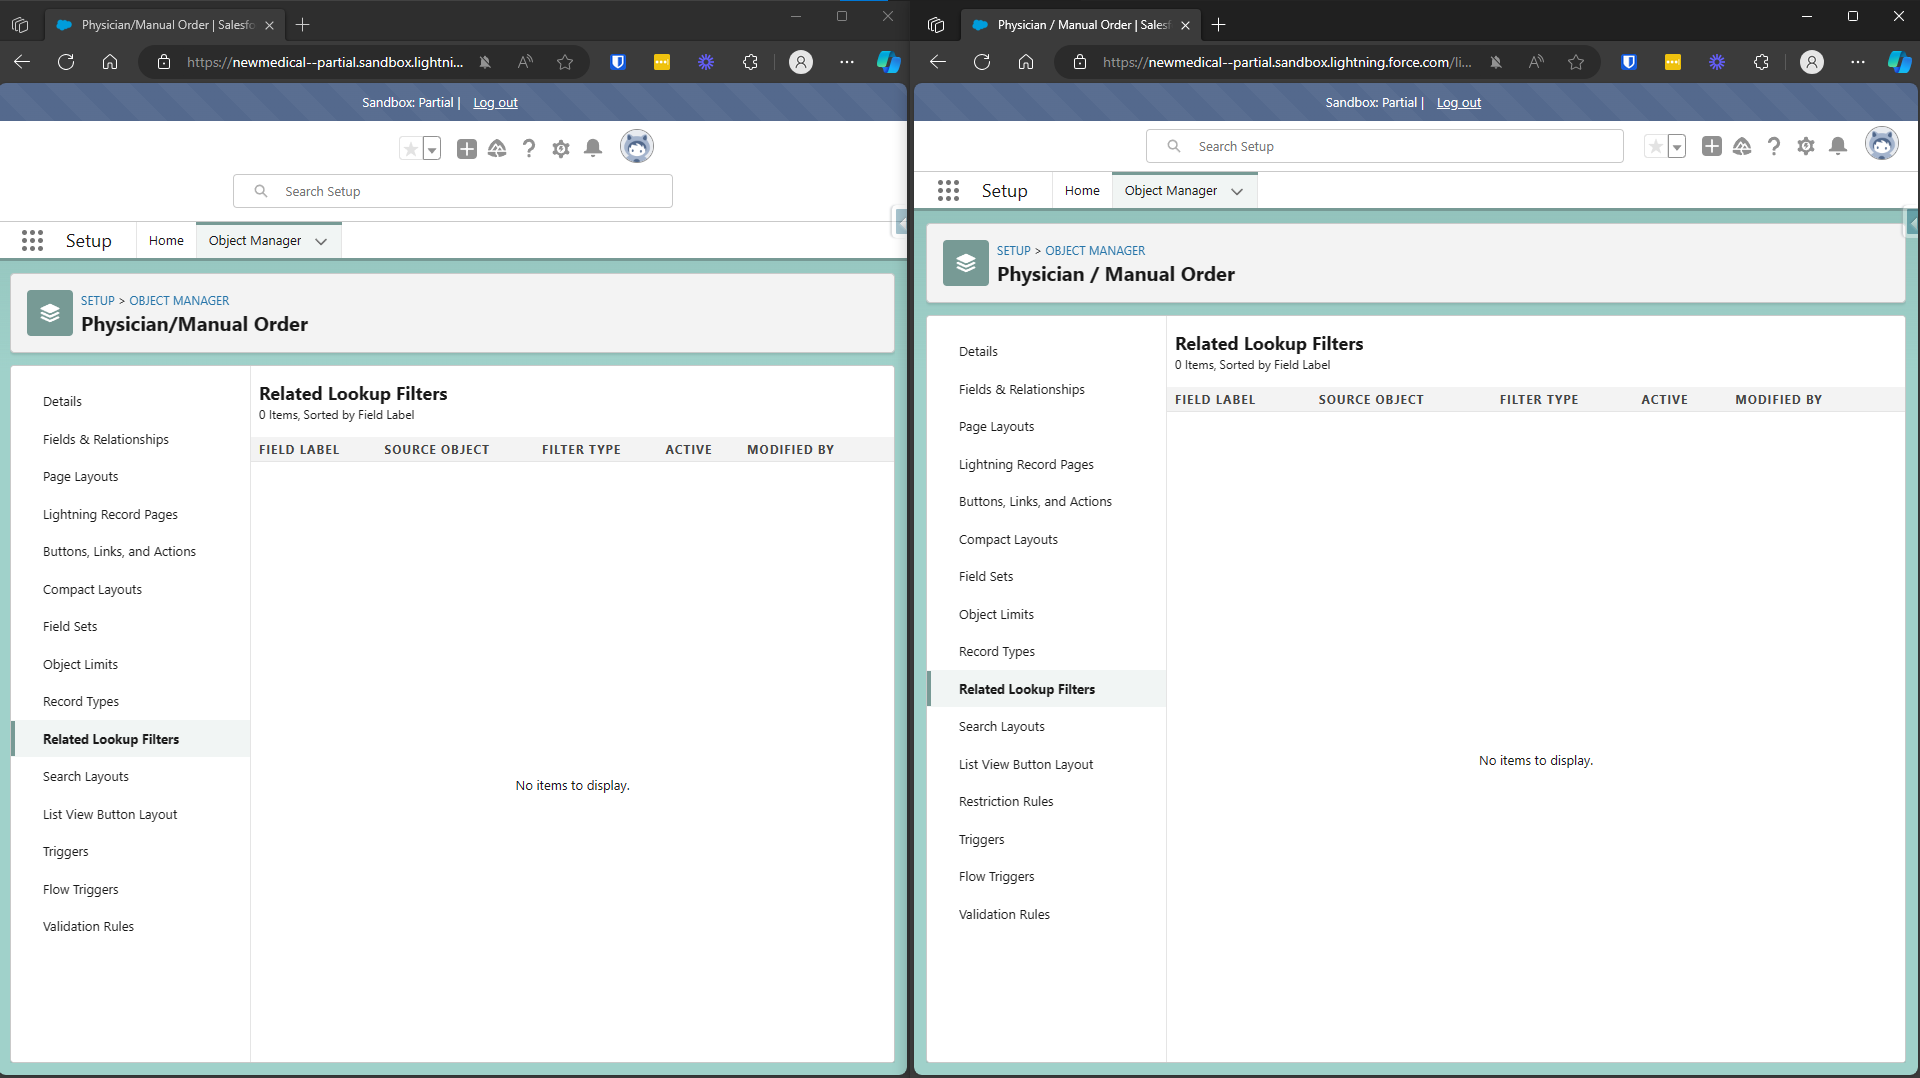 Physician/Manual Order | Salesfo
https://newmedical--partial.sandbox.lightni...
Sandbox: Partial | Log out
Search Setup
Setup
Home
Object Manager
SETUP > OBJECT MANAGER
Physician/Manual Order
Details
Fields & Relationships
Page Layouts
Lightning Record Pages
Buttons, Links, and Actions
Compact Layouts
Field Sets
Object Limits
Record Types
Related Lookup Filters
Search Layouts
List View Button Layout
Triggers
Flow Triggers
Validation Rules
Related Lookup Filters
0 Items, Sorted by Field Label
FIELD LABEL SOURCE OBJECT FILTER TYPE ACTIVE MODIFIED BY
No items to display.
Physician / Manual Order | Salesf
https://newmedical--partial.sandbox.lightning.force.com/li...
Sandbox: Partial | Log out
Search Setup
Setup
Home
Object Manager
SETUP > OBJECT MANAGER
Physician / Manual Order
Details
Fields & Relationships
Page Layouts
Lightning Record Pages
Buttons, Links, and Actions
Compact Layouts
Field Sets
Object Limits
Record Types
Related Lookup Filters
Search Layouts
List View Button Layout
Restriction Rules
Triggers
Flow Triggers
Validation Rules
Related Lookup Filters
0 Items, Sorted by Field Label
FIELD LABEL SOURCE OBJECT FILTER TYPE ACTIVE MODIFIED BY
No items to display.